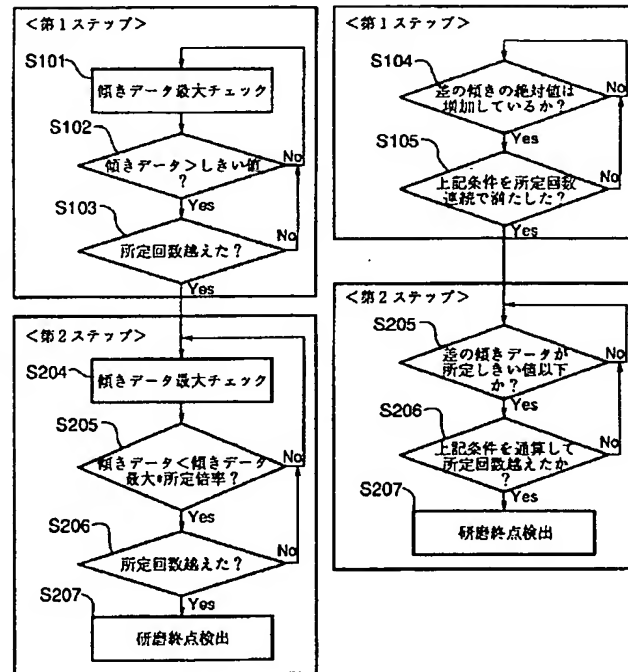 <第1ステップ>
S101
傾きデータ最大チェック
S102
傾きデータ>しきい値
?
No
Yes
S103
所定回数越えた?
No
Yes
<第2ステップ>
S204
傾きデータ最大チェック
S205
傾きデータ<傾きデータ
最大*所定倍率?
No
Yes
S206
所定回数越えた?
No
Yes
S207
研磨終点検出
<第1ステップ>
S104
差の傾きの絶対値は
増加しているか?
No
Yes
S105
上記条件を所定回数
連続で満たした?
No
Yes
<第2ステップ>
S205
差の傾きデータが
所定しきい値以下
か?
No
Yes
S206
上記条件を通算して
所定回数越えたか
?
No
Yes
S207
研磨終点検出